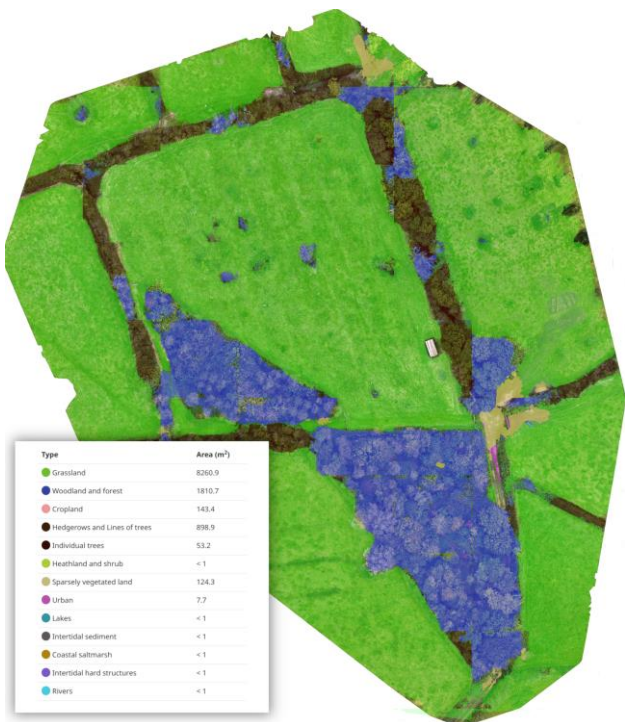 Type Area (m²)
Grassland 8260.9
Woodland and forest 1810.7
Cropland 143.4
Hedgerows and Lines of trees 898.9
Individual trees 53.2
Heathland and shrub < 1
Sparsely vegetated land 124.3
Urban 7.7
Lakes < 1
Intertidal sediment < 1
Coastal saltmarsh < 1
Intertidal hard structures < 1
Rivers < 1